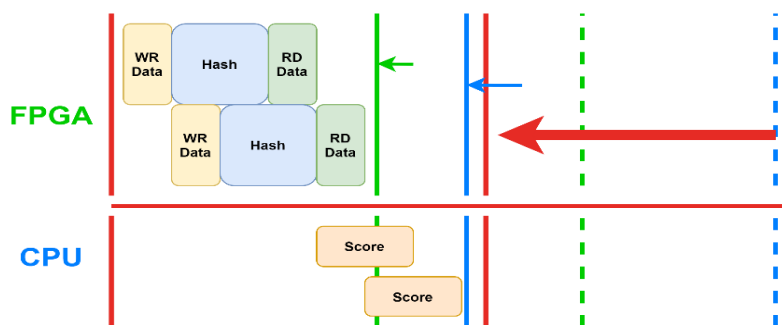 WR
Data
Hash
RD
Data
FPGA
WR
Data
Hash
RD
Data
CPU
Score
Score